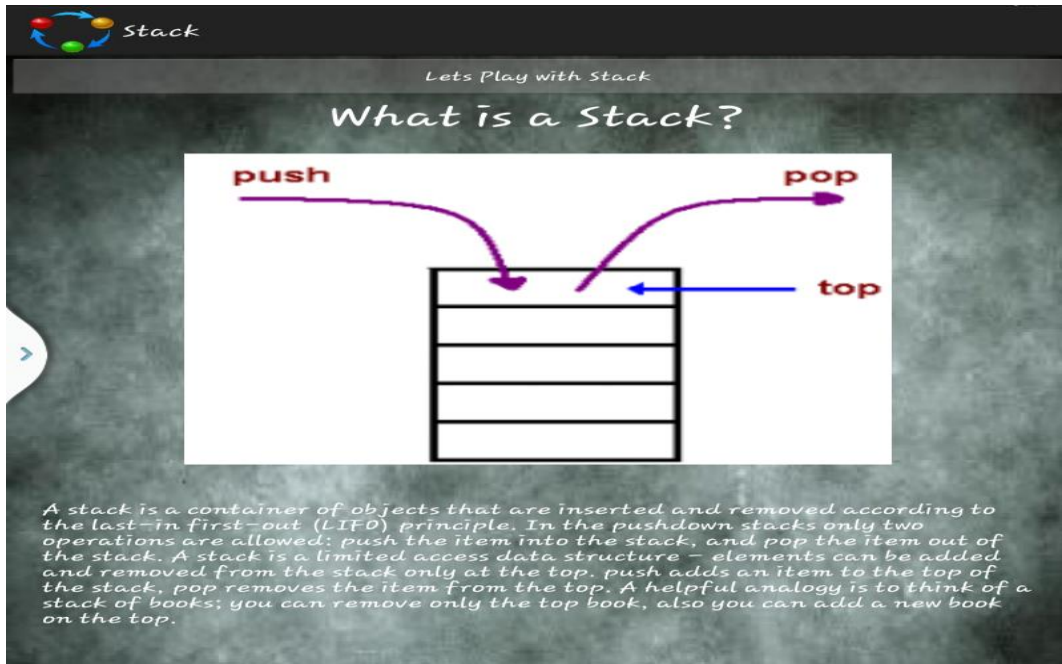 Stack
Lets Play with Stack
What is a Stack?
push
pop
top
A stack is a container of objects that are inserted and removed according to
the last-in first-out (LIFO) principle. In the pushdown stacks only two
operations are allowed: push the item into the stack, and pop the item out of
the stack. A stack is a limited access data structure - elements can be added
and removed from the stack only at the top. push adds an item to the top of
the stack, pop removes the item from the top. A helpful analogy is to think of a
stack of books; you can remove only the top book, also you can add a new book
on the top.